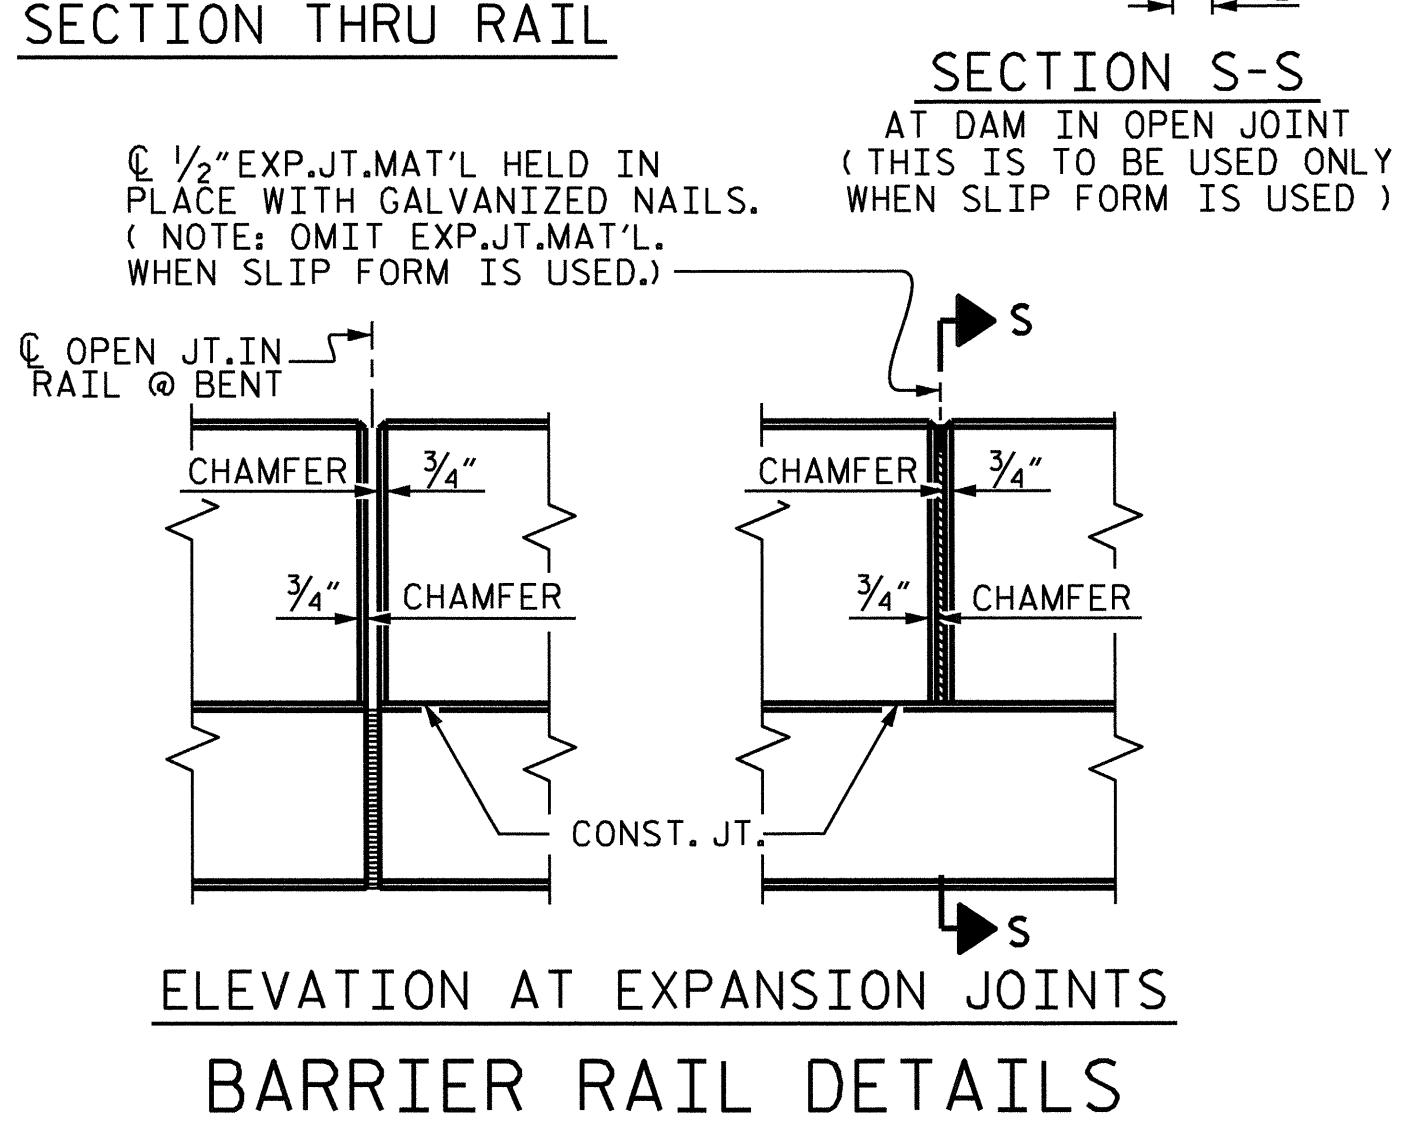 SECTION THRU RAIL
SECTION S-S
AT DAM IN OPEN JOINT
(THIS IS TO BE USED ONLY
WHEN SLIP FORM IS USED)
℄ 1/2" EXP.JT.MAT'L HELD IN
PLACE WITH GALVANIZED NAILS.
( NOTE: OMIT EXP.JT.MAT'L.
WHEN SLIP FORM IS USED.)
℄ OPEN JT.IN
RAIL @ BENT
S
CHAMFER 3/4"
CHAMFER 3/4"
3/4" CHAMFER
3/4" CHAMFER
CONST. JT.
S
ELEVATION AT EXPANSION JOINTS
BARRIER RAIL DETAILS